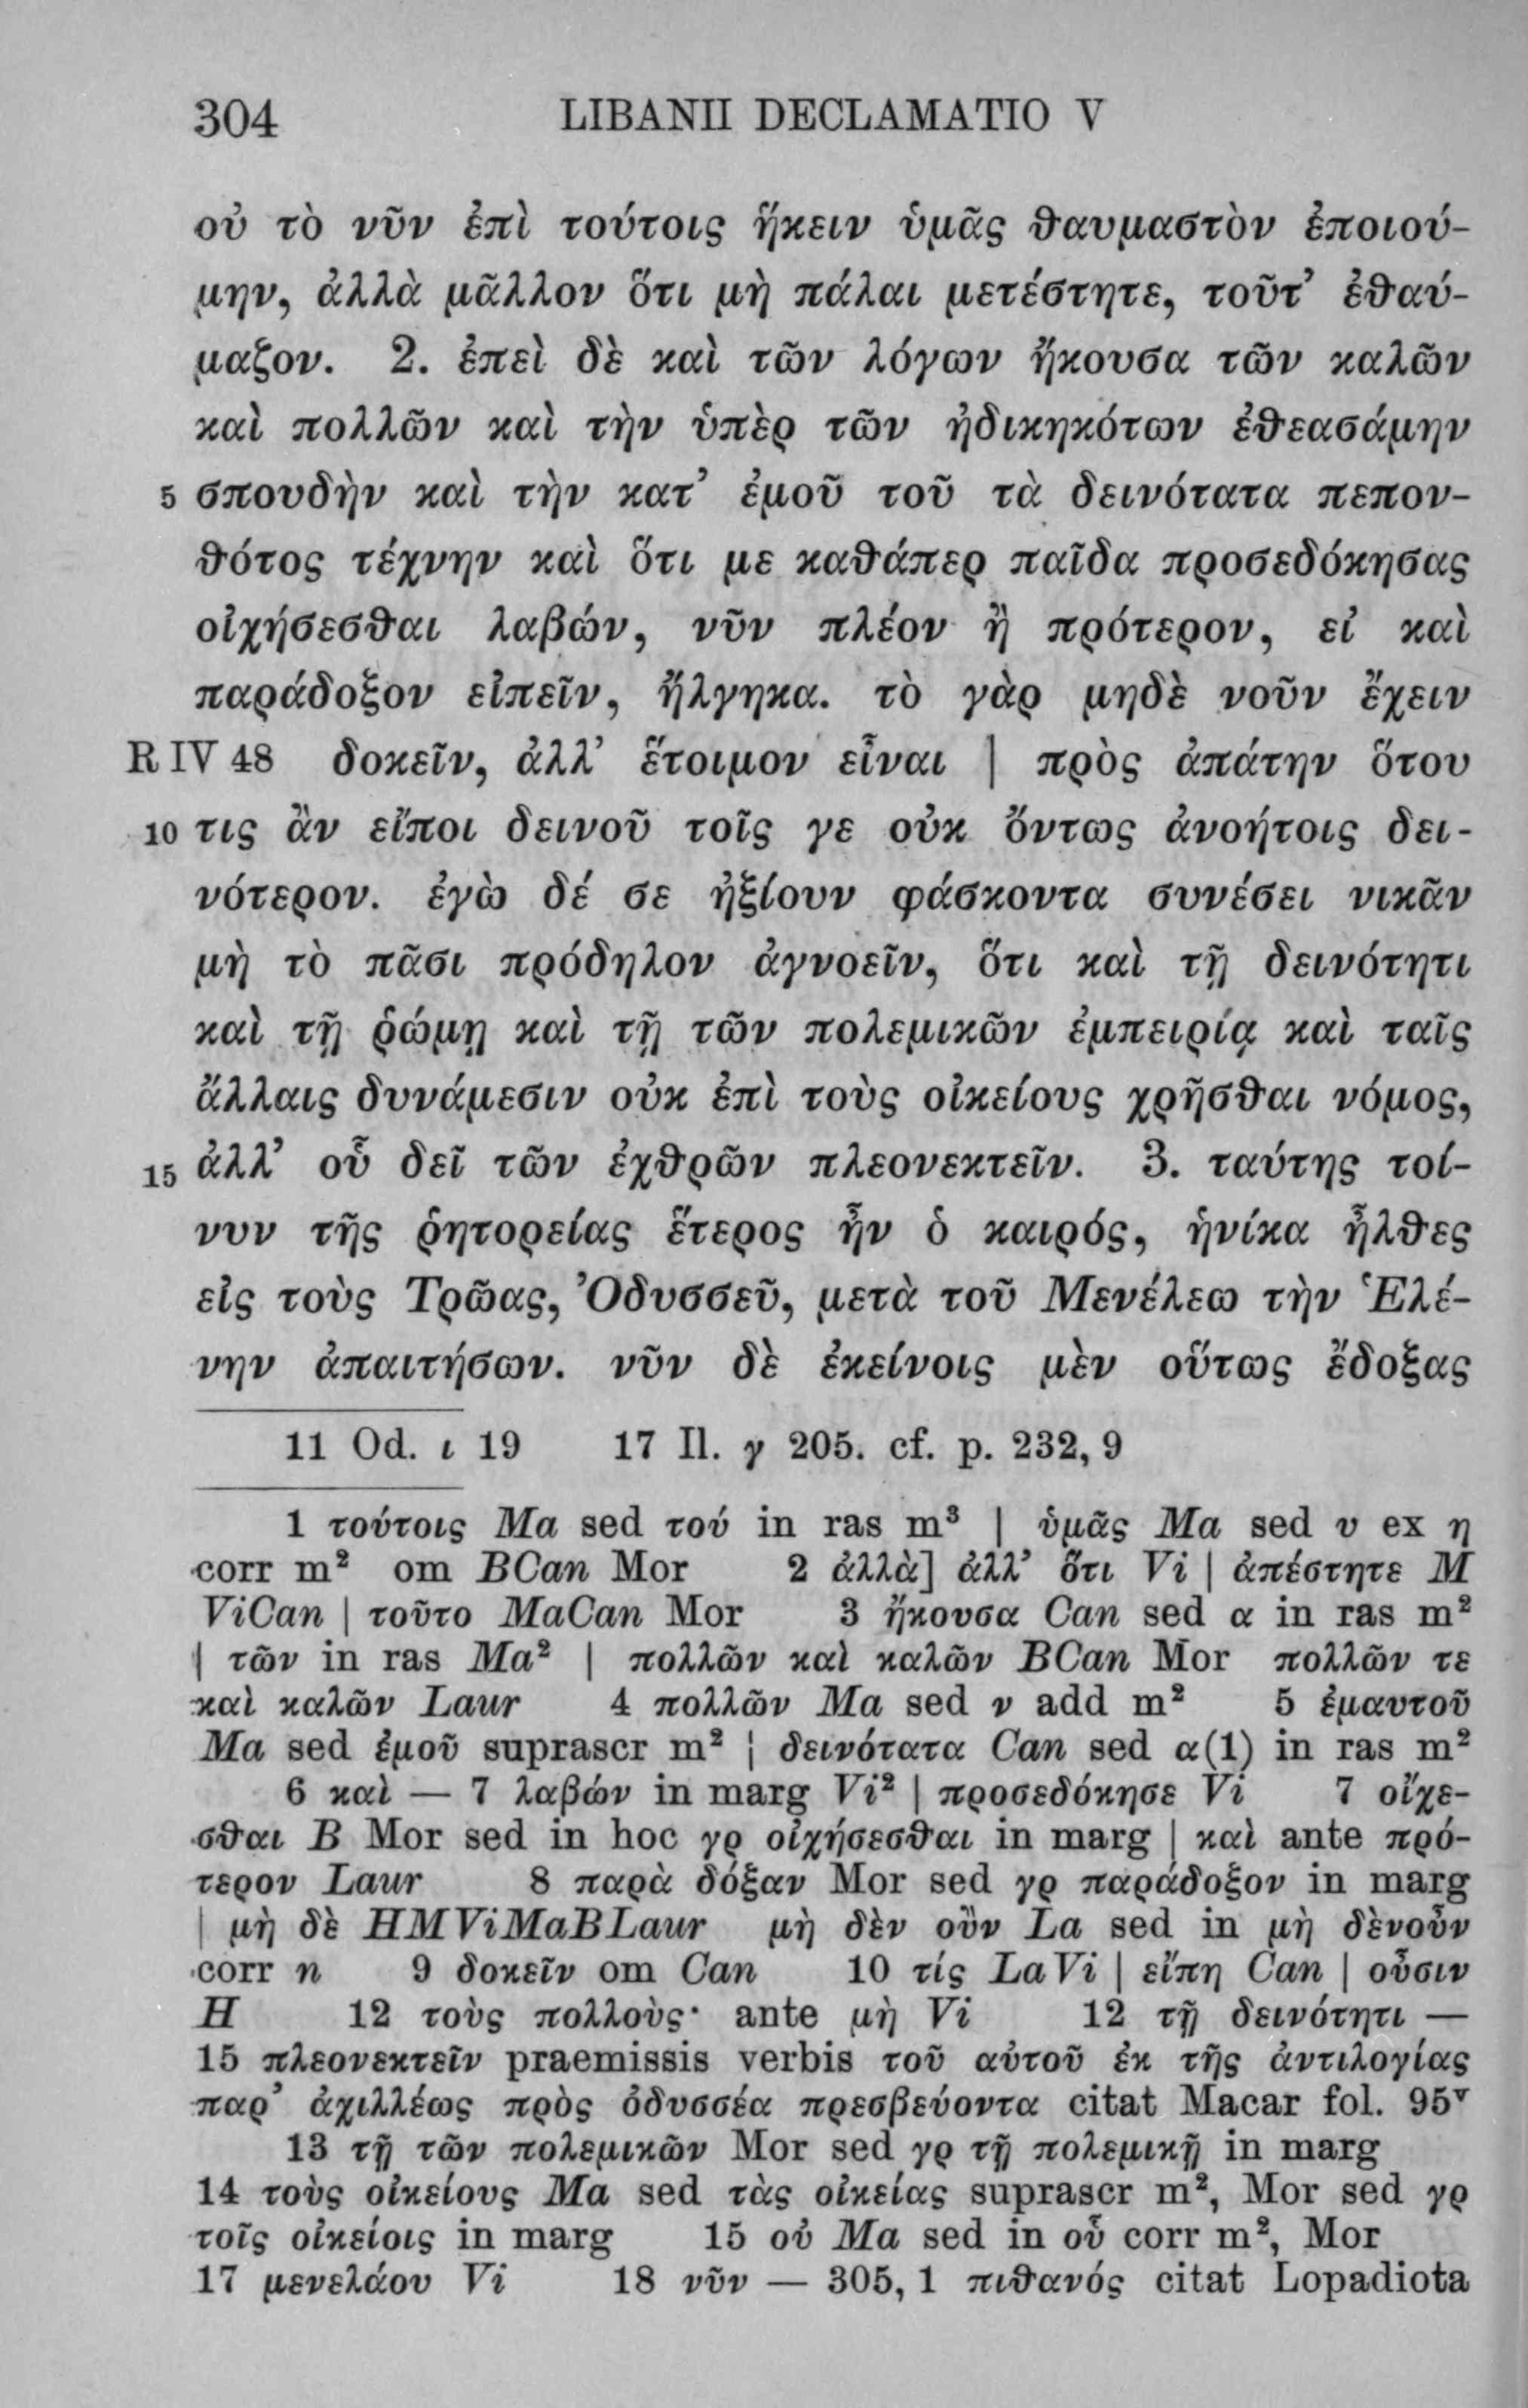 304 LIBANII DECLAMATIO V
οὐ τὸ νῦν ἐπὶ τούτοις ἥκειν ὑμᾶς θαυμαστὸν ἐποιού-
μην, ἀλλὰ μᾶλλον ὅτι μὴ πάλαι μετέστητε, τοῦτ’ ἐθαύ-
μαζον. 2. ἐπεὶ δὲ καὶ τῶν λόγων ἤκουσα τῶν καλῶν
καὶ πολλῶν καὶ τὴν ὑπὲρ τῶν ἠδικηκότων ἐθεασάμην
5 σπουδὴν καὶ τὴν κατ’ ἐμοῦ τοῦ τὰ δεινότατα πεπον-
θότος τέχνην καὶ ὅτι με καθάπερ παῖδα προσεδόκησας
οἰχήσεσθαι λαβών, νῦν πλέον ἢ πρότερον, εἰ καὶ
παράδοξον εἰπεῖν, ἤλγηκα. τὸ γὰρ μηδὲ νοῦν ἔχειν
R IV 48 δοκεῖν, ἀλλ’ ἕτοιμον εἶναι | πρὸς ἀπάτην ὅτου
10 τις ἂν εἴποι δεινοῦ τοῖς γε οὐκ ὄντως ἀνοήτοις δει-
νότερον. ἐγὼ δέ σε ἠξίουν φάσκοντα συνέσει νικᾶν
μὴ τὸ πᾶσι πρόδηλον ἀγνοεῖν, ὅτι καὶ τῇ δεινότητι
καὶ τῇ ῥώμῃ καὶ τῇ τῶν πολεμικῶν ἐμπειρίᾳ καὶ ταῖς
ἄλλαις δυνάμεσιν οὐκ ἐπὶ τοὺς οἰκείους χρῆσθαι νόμος,
15 ἀλλ’ οὗ δεῖ τῶν ἐχθρῶν πλεονεκτεῖν. 3. ταύτης τοί-
νυν τῆς ῥητορείας ἕτερος ἦν ὁ καιρός, ἡνίκα ἦλθες
εἰς τοὺς Τρῶας, Ὀδυσσεῦ, μετὰ τοῦ Μενέλεω τὴν Ἑλέ-
νην ἀπαιτήσων. νῦν δὲ ἐκείνοις μὲν οὕτως ἔδοξας
11 Od. ι 19 17 Il. γ 205. cf. p. 232, 9
1 τούτοις Ma sed τού in ras m³ | ὑμᾶς Ma sed υ ex η
corr m² om BCan Mor 2 ἀλλὰ] ἀλλ’ ὅτι Vi | ἀπέστητε M
ViCan | τοῦτο MaCan Mor 3 ἤκουσα Can sed α in ras m²
| τῶν in ras Ma² | πολλῶν καὶ καλῶν BCan Mor πολλῶν τε
καὶ καλῶν Laur 4 πολλῶν Ma sed ν add m² 5 ἐμαυτοῦ
Ma sed ἐμοῦ suprascr m² | δεινότατα Can sed α(1) in ras m²
6 καὶ — 7 λαβών in marg Vi² | προσεδόκησε Vi 7 οἴχε-
σθαι B Mor sed in hoc γρ οἰχήσεσθαι in marg | καὶ ante πρό-
τερον Laur 8 παρὰ δόξαν Mor sed γρ παράδοξον in marg
| μὴ δὲ HMViMaBLaur μὴ δὲν οὒν La sed in μὴ δὲνοὖν
corr n 9 δοκεῖν om Can 10 τίς LaVi | εἴπη Can | οὖσιν
H 12 τοὺς πολλούς· ante μὴ Vi 12 τῇ δεινότητι —
15 πλεονεκτεῖν praemissis verbis τοῦ αὐτοῦ ἐκ τῆς ἀντιλογίας
παρ’ ἀχιλλέως πρὸς ὀδυσσέα πρεσβεύοντα citat Macar fol. 95ᵛ
13 τῇ τῶν πολεμικῶν Mor sed γρ τῇ πολεμικῇ in marg
14 τοὺς οἰκείους Ma sed τὰς οἰκείας suprascr m², Mor sed γρ
τοῖς οἰκείοις in marg 15 οὐ Ma sed in οὗ corr m², Mor
17 μενελάου Vi 18 νῦν — 305, 1 πιθανός citat Lopadiota